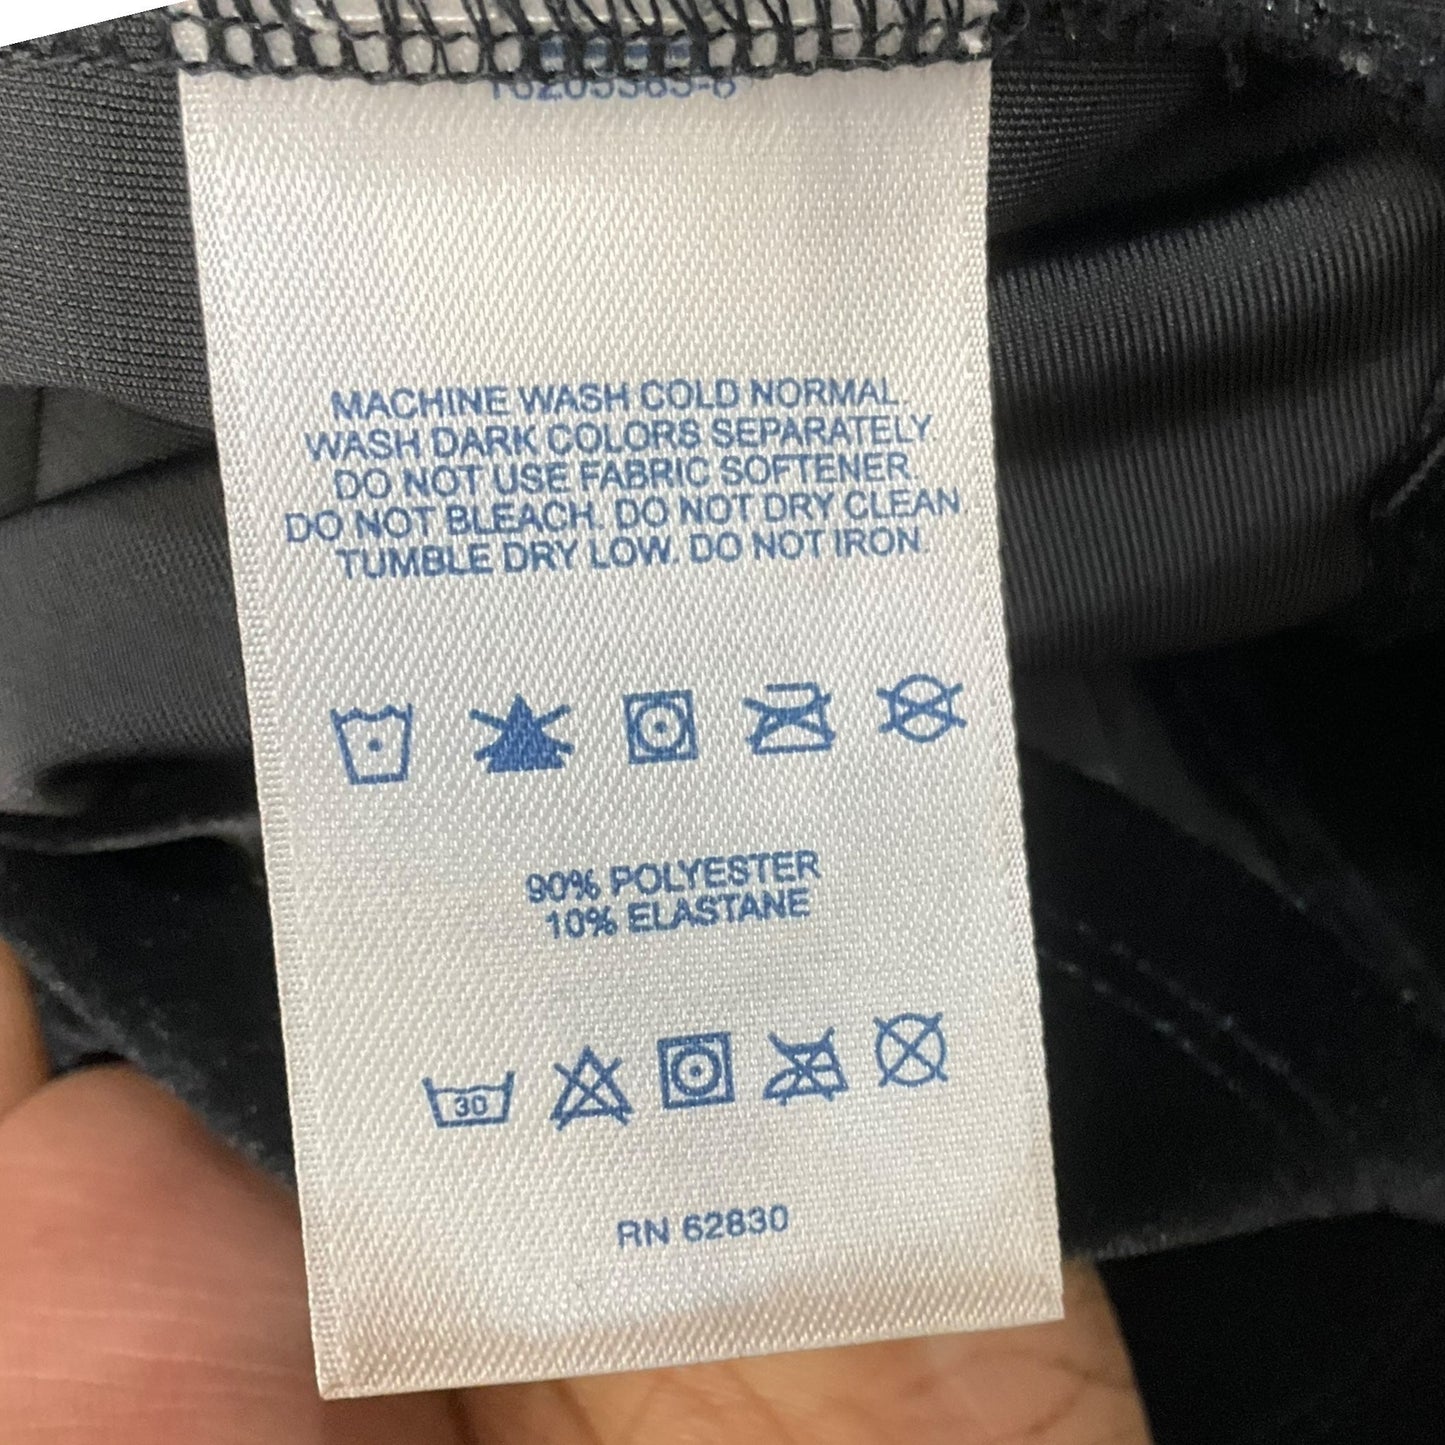 MACHINE WASH COLD NORMAL.
WASH DARK COLORS SEPARATELY
DO NOT USE FABRIC SOFTENER.
DO NOT BLEACH. DO NOT DRY CLEAN
TUMBLE DRY LOW. DO NOT IRON.
90% POLYESTER
10% ELASTANE
30
RN 62830